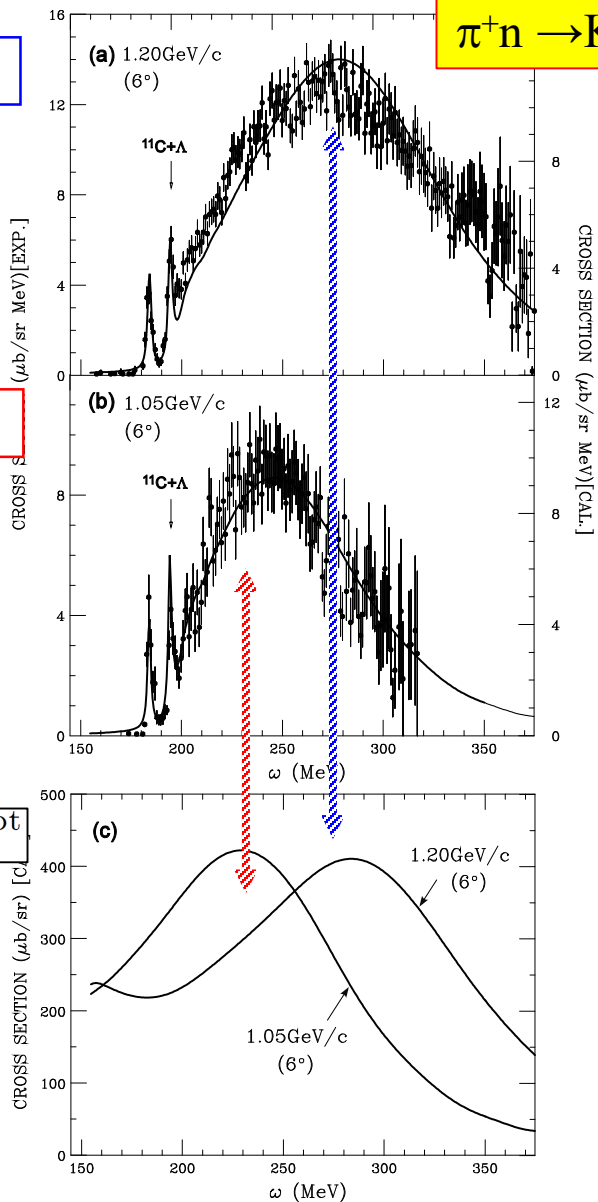 π⁺n →K
(a) 1.20GeV/c
(6°)
¹¹C+Λ
16
12
8
4
0
8
4
0
CROSS S (μb/sr MeV)[EXP.]
CROSS SECTION (μb/sr MeV)[CAL.]
(b) 1.05GeV/c
(6°)
¹¹C+Λ
8
4
0
12
8
4
0
150 200 250 300 350
ω (MeV)
ot
(c)
500
400
300
200
100
0
CROSS SECTION (μb/sr) [CA
1.20GeV/c
(6°)
1.05GeV/c
(6°)
150 200 250 300 350
ω (MeV)